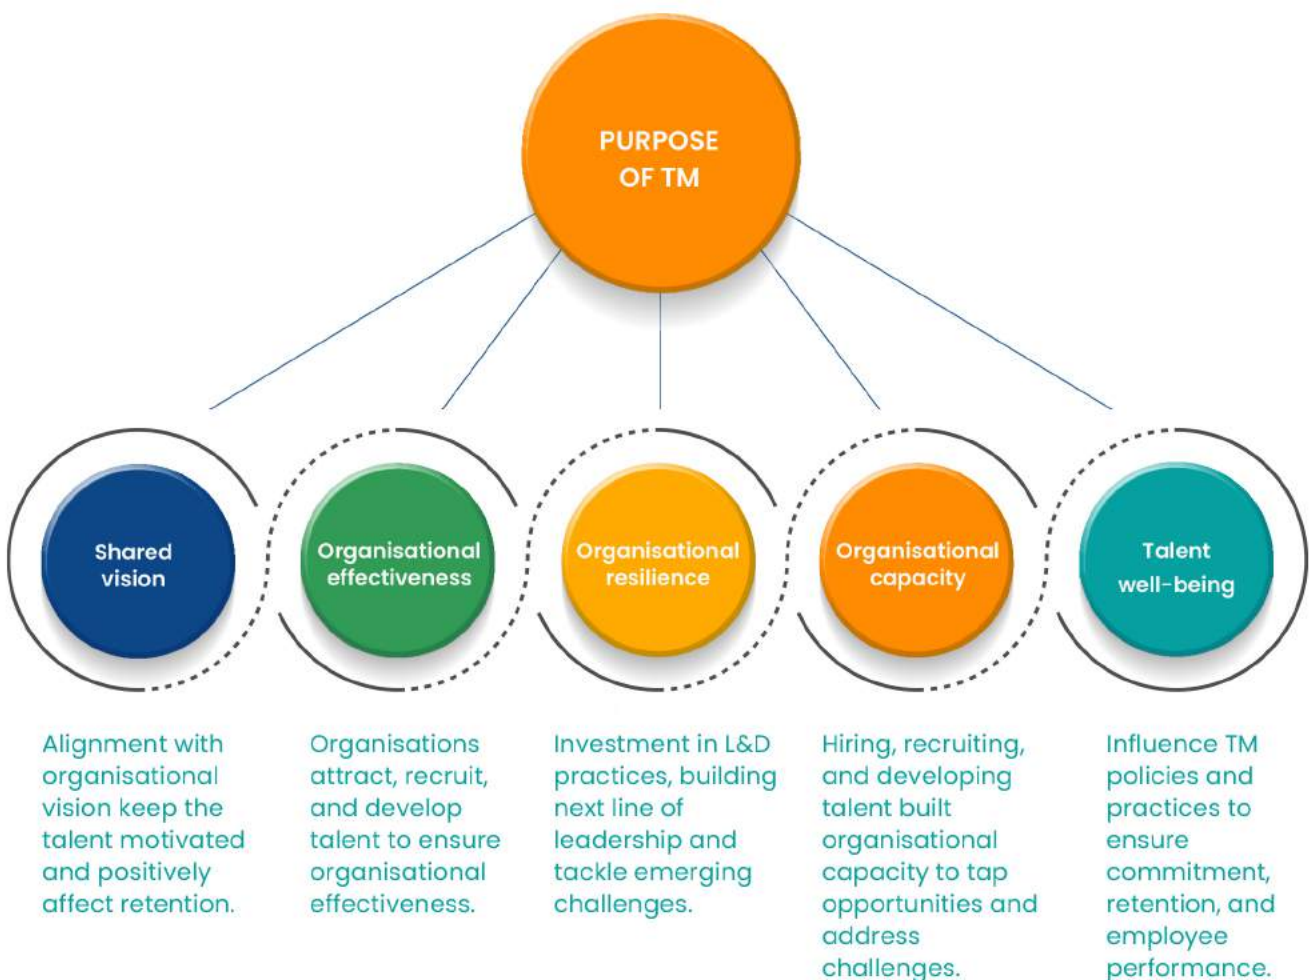 PURPOSE
OF TM
Shared
vision
Organisational
effectiveness
Organisational
resilience
Organisational
capacity
Talent
well-being
Alignment with
organisational
vision keep the
talent motivated
and positively
affect retention.
Organisations
attract, recruit,
and develop
talent to ensure
organisational
effectiveness.
Investment in L&D
practices, building
next line of
leadership and
tackle emerging
challenges.
Hiring, recruiting,
and developing
talent built
organisational
capacity to tap
opportunities and
address
challenges.
Influence TM
policies and
practices to
ensure
commitment,
retention, and
employee
performance.